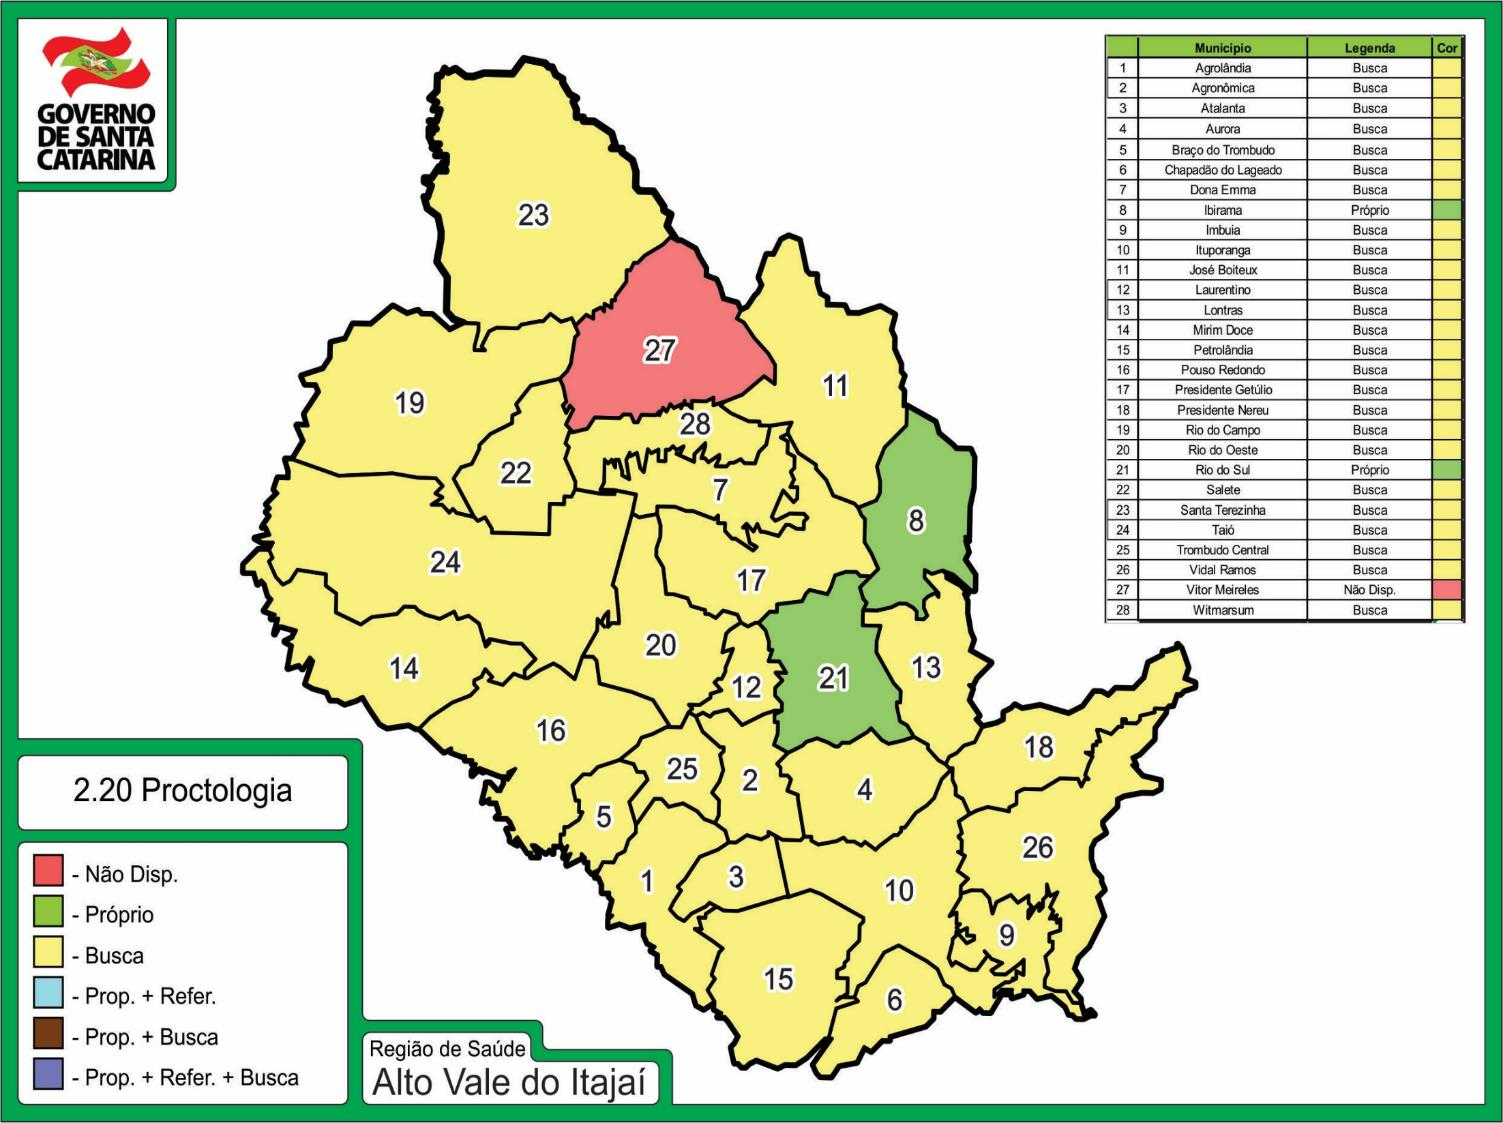 GOVERNO
DE SANTA
CATARINA
Município Legenda Cor
1 Agrolândia Busca
2 Agronômica Busca
3 Atalanta Busca
4 Aurora Busca
5 Braço do Trombudo Busca
6 Chapadão do Lageado Busca
7 Dona Emma Busca
8 Ibirama Próprio
9 Imbuia Busca
10 Ituporanga Busca
11 José Boiteux Busca
12 Laurentino Busca
13 Lontras Busca
14 Mirim Doce Busca
15 Petrolândia Busca
16 Pouso Redondo Busca
17 Presidente Getúlio Busca
18 Presidente Nereu Busca
19 Rio do Campo Busca
20 Rio do Oeste Busca
21 Rio do Sul Próprio
22 Salete Busca
23 Santa Terezinha Busca
24 Taió Busca
25 Trombudo Central Busca
26 Vidal Ramos Busca
27 Vitor Meireles Não Disp.
28 Witmarsum Busca
23
27
11
19
28
22
7
8
24
17
20
14
12
21
13
16
18
25
2
4
5
26
1
3
10
9
15
6
2.20 Proctologia
- Não Disp.
- Próprio
- Busca
- Prop. + Refer.
- Prop. + Busca
- Prop. + Refer. + Busca
Região de Saúde
Alto Vale do Itajaí